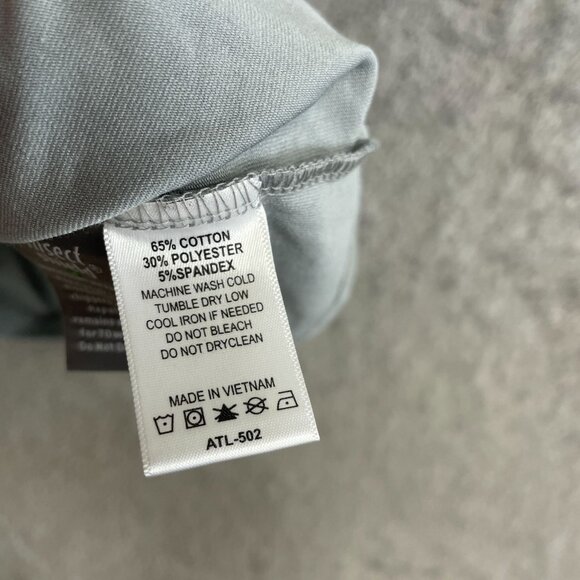 65% COTTON
30% POLYESTER
5%SPANDEX
MACHINE WASH COLD
TUMBLE DRY LOW
COOL IRON IF NEEDED
DO NOT BLEACH
DO NOT DRYCLEAN
MADE IN VIETNAM
ATL-502